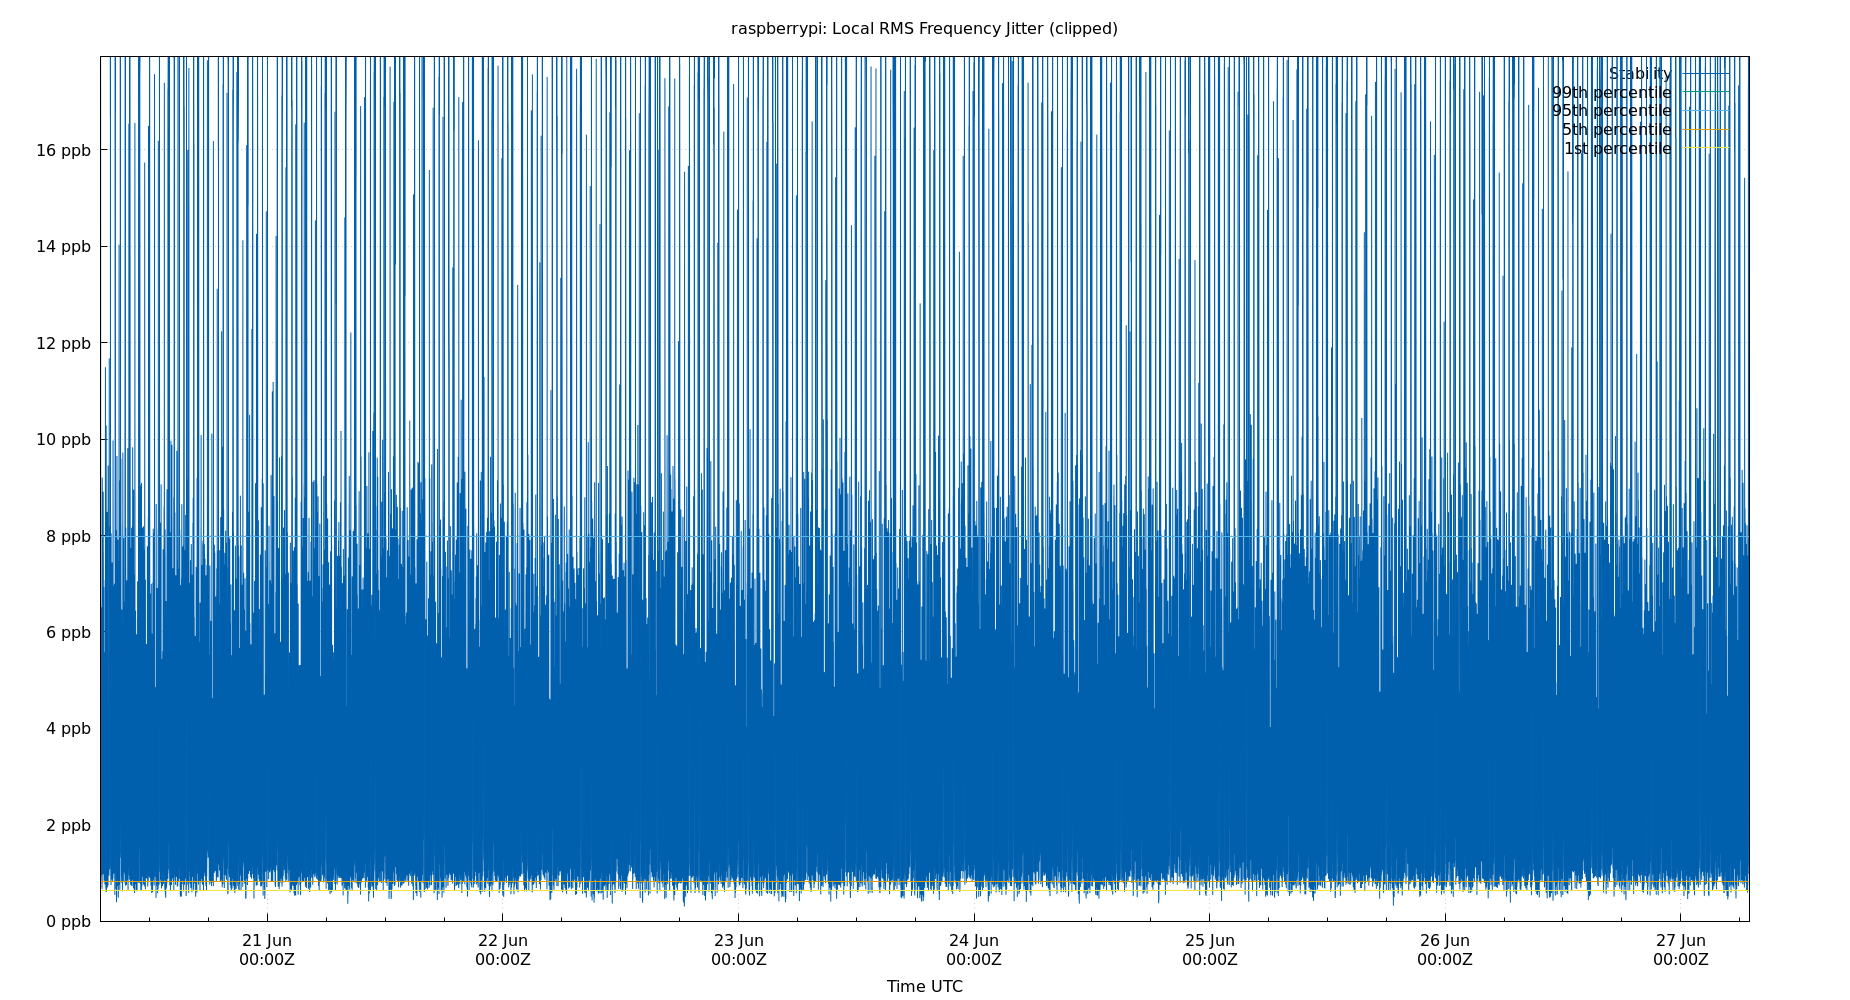 raspberrypi: Local RMS Frequency Jitter (clipped)
Stability
99th percentile
95th percentile
5th percentile
1st percentile
16 ppb
14 ppb
12 ppb
10 ppb
8 ppb
6 ppb
4 ppb
2 ppb
0 ppb
21 Jun 22 Jun 23 Jun 24 Jun 25 Jun 26 Jun 27 Jun
00:00Z 00:00Z 00:00Z 00:00Z 00:00Z 00:00Z 00:00Z
Time UTC